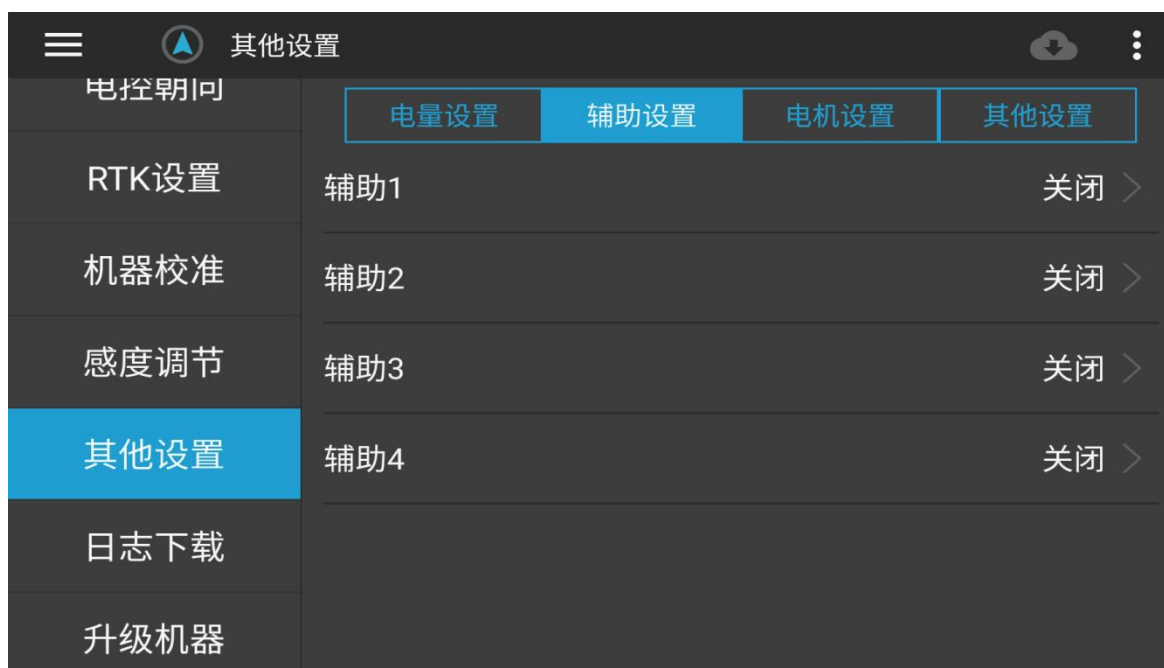 其他设置
电控朝向
RTK设置
机器校准
感度调节
其他设置
日志下载
升级机器
电量设置 辅助设置 电机设置 其他设置
辅助1 关闭
辅助2 关闭
辅助3 关闭
辅助4 关闭